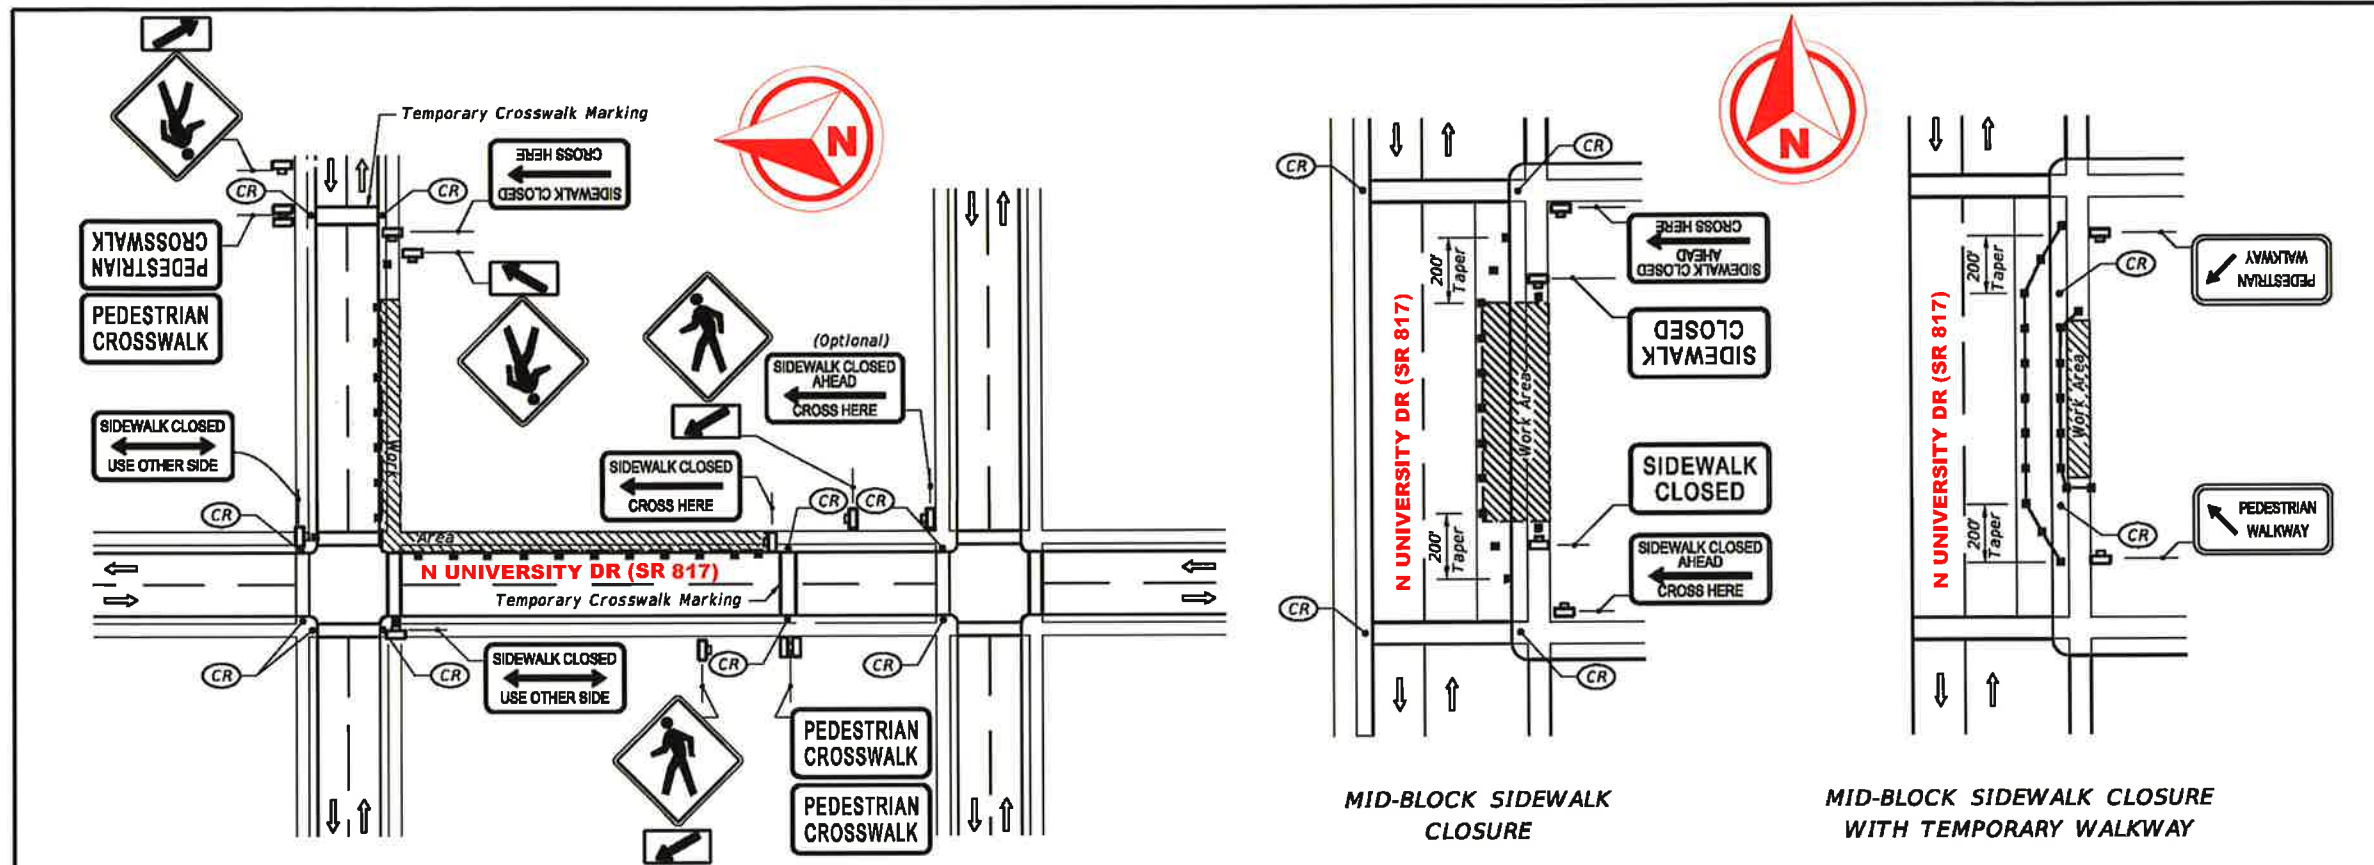 Temporary Crosswalk Marking
CR
CR
SIDEWALK CLOSED
CROSS HERE
PEDESTRIAN
CROSSWALK
PEDESTRIAN
CROSSWALK
N
(Optional)
SIDEWALK CLOSED
AHEAD
CROSS HERE
SIDEWALK CLOSED
USE OTHER SIDE
SIDEWALK CLOSED
CROSS HERE
Work
Area
CR
CR
CR
N UNIVERSITY DR (SR 817)
Temporary Crosswalk Marking
CR
CR
SIDEWALK CLOSED
USE OTHER SIDE
CR
CR
PEDESTRIAN
CROSSWALK
PEDESTRIAN
CROSSWALK
N
CR
CR
200'
Taper
SIDEWALK CLOSED
AHEAD
CROSS HERE
SIDEWALK
CLOSED
N UNIVERSITY DR (SR 817)
Work Area
SIDEWALK
CLOSED
200'
Taper
SIDEWALK CLOSED
AHEAD
CROSS HERE
CR
CR
MID-BLOCK SIDEWALK
CLOSURE
200'
Taper
CR
PEDESTRIAN
WALKWAY
N UNIVERSITY DR (SR 817)
Work Area
PEDESTRIAN
WALKWAY
200'
Taper
CR
MID-BLOCK SIDEWALK CLOSURE
WITH TEMPORARY WALKWAY